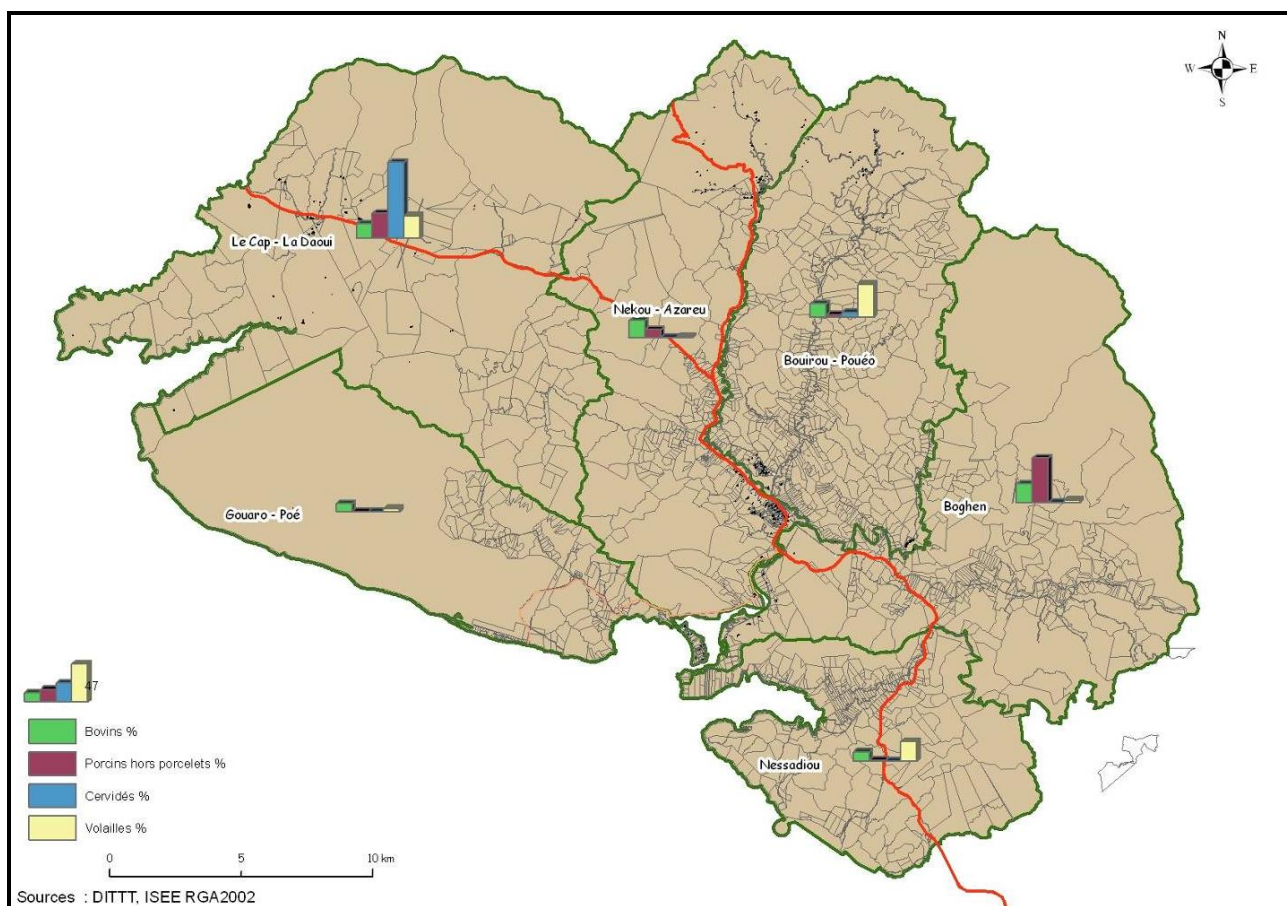 N
W E
S
Le Cap - La Daoui
Nekou - Azareu
Bouirou - Pouéo
Gouaro - Poé
Boghen
Nessadiou
47
Bovins %
Porcins hors porcelets %
Cervidés %
Volailles %
0 5 10 km
Sources : DITTT, ISEE RGA2002